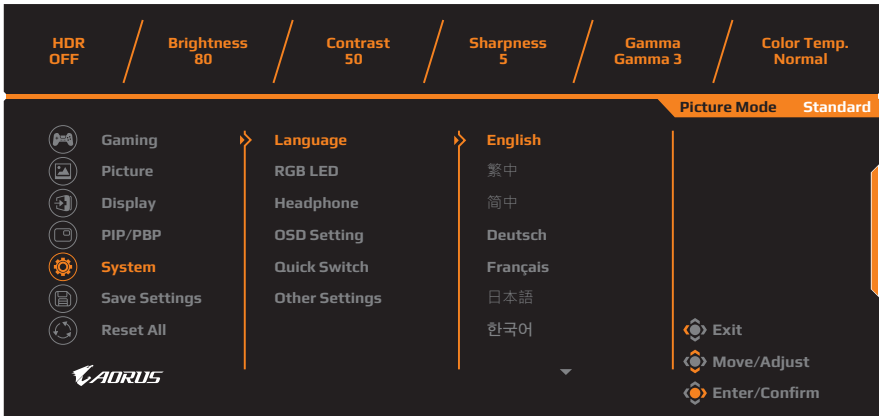 HDR
OFF
Brightness
80
Contrast
50
Sharpness
5
Gamma
Gamma 3
Color Temp.
Normal
Picture Mode Standard
Gaming
Picture
Display
PIP/PBP
System
Save Settings
Reset All
Language
RGB LED
Headphone
OSD Setting
Quick Switch
Other Settings
English
繁中
简中
Deutsch
Français
日本語
한국어
Exit
Move/Adjust
Enter/Confirm
AORUS